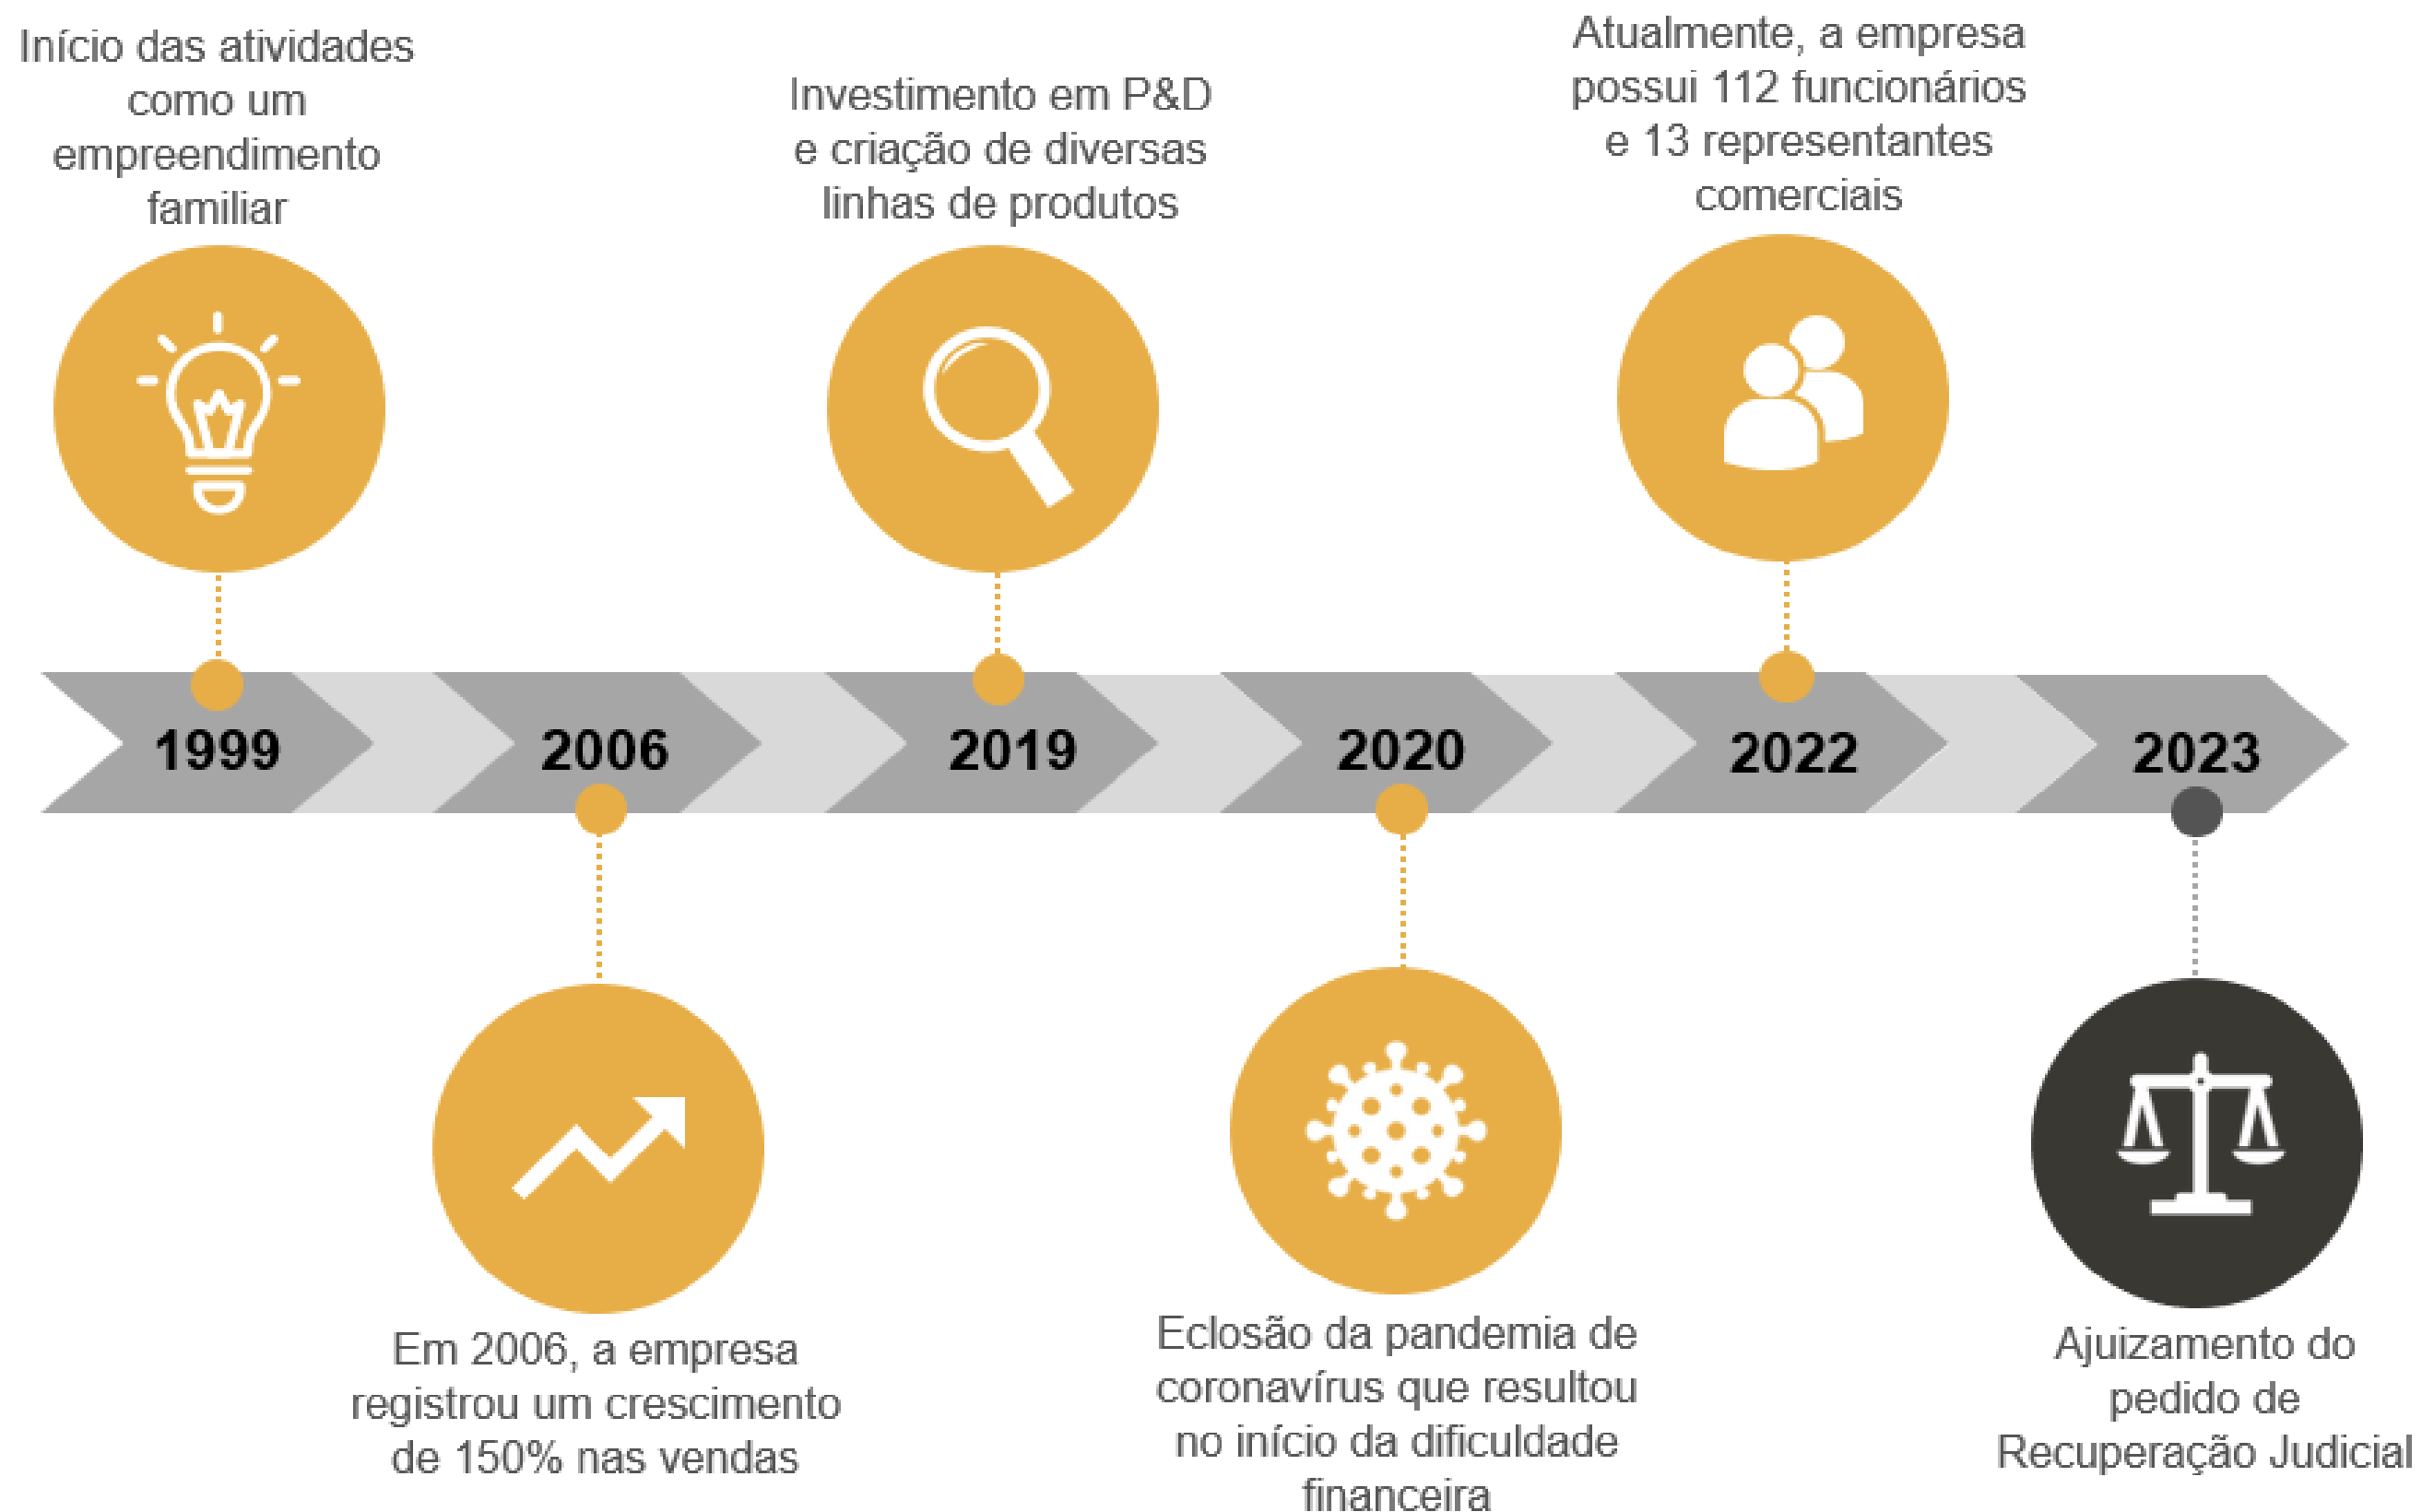 Início das atividades
como um
empreendimento
familiar
Investimento em P&D
e criação de diversas
linhas de produtos
Atualmente, a empresa
possui 112 funcionários
e 13 representantes
comerciais
1999
2006
2019
2020
2022
2023
Em 2006, a empresa
registrou um crescimento
de 150% nas vendas
Eclosão da pandemia de
coronavírus que resultou
no início da dificuldade
financeira
Ajuizamento do
pedido de
Recuperação Judicial